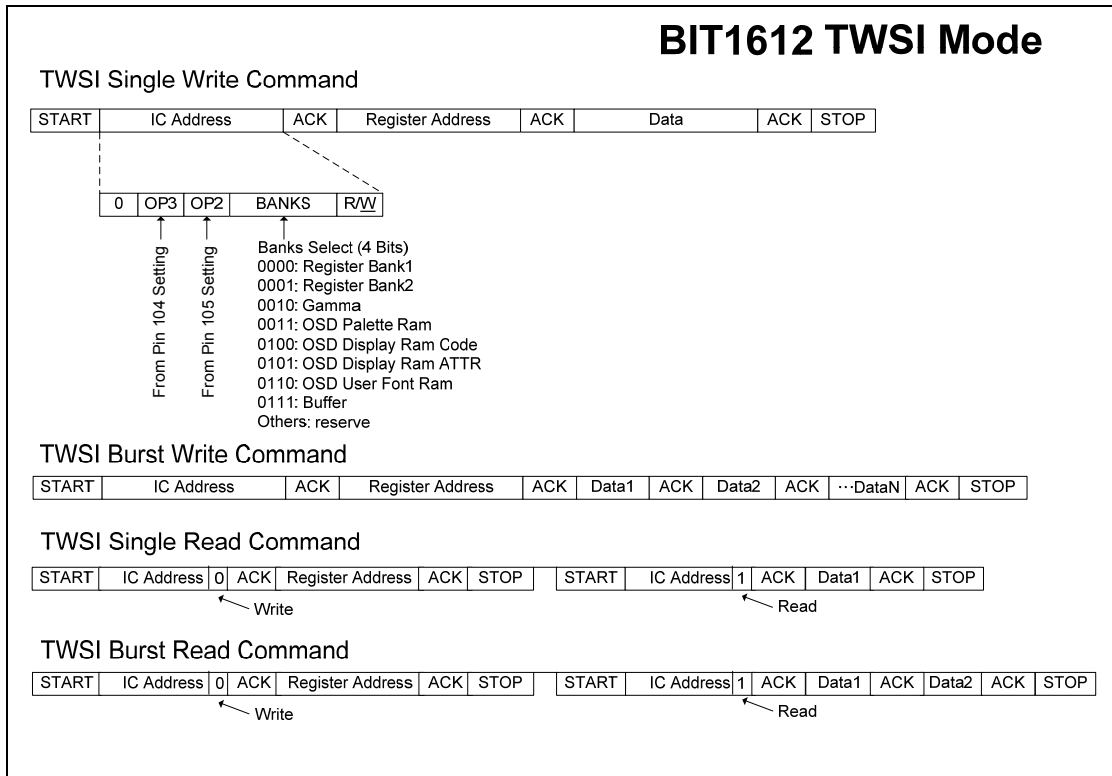 BIT1612 TWSI Mode
TWSI Single Write Command
START IC Address ACK Register Address ACK Data ACK STOP
0 OP3 OP2 BANKS R/W
From Pin 104 Setting
From Pin 105 Setting
Banks Select (4 Bits)
0000: Register Bank1
0001: Register Bank2
0010: Gamma
0011: OSD Palette Ram
0100: OSD Display Ram Code
0101: OSD Display Ram ATTR
0110: OSD User Font Ram
0111: Buffer
Others: reserve
TWSI Burst Write Command
START IC Address ACK Register Address ACK Data1 ACK Data2 ACK ···DataN ACK STOP
TWSI Single Read Command
START IC Address 0 ACK Register Address ACK STOP START IC Address 1 ACK Data1 ACK STOP
Write Read
TWSI Burst Read Command
START IC Address 0 ACK Register Address ACK STOP START IC Address 1 ACK Data1 ACK Data2 ACK STOP
Write Read